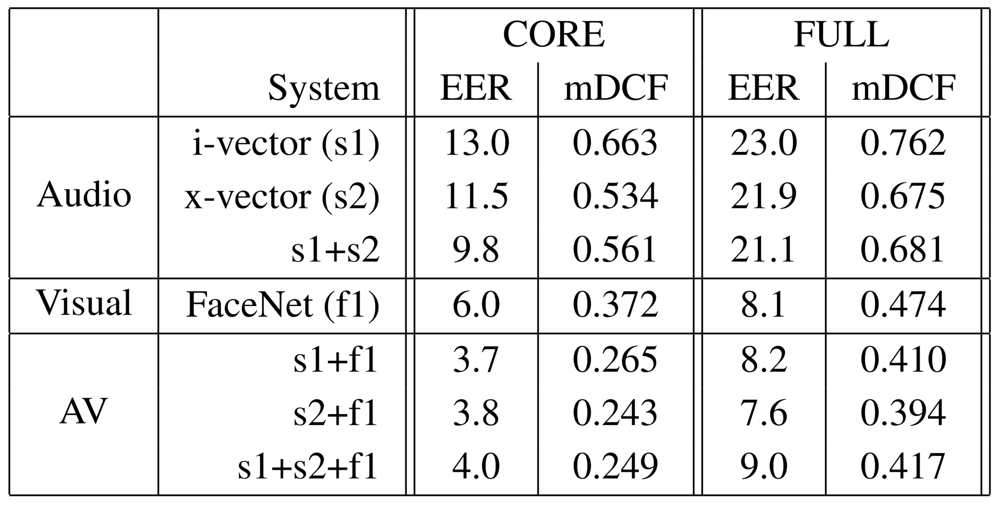 CORE FULL
System EER mDCF EER mDCF
i-vector (s1) 13.0 0.663 23.0 0.762
Audio x-vector (s2) 11.5 0.534 21.9 0.675
s1+s2 9.8 0.561 21.1 0.681
Visual FaceNet (f1) 6.0 0.372 8.1 0.474
s1+f1 3.7 0.265 8.2 0.410
AV s2+f1 3.8 0.243 7.6 0.394
s1+s2+f1 4.0 0.249 9.0 0.417